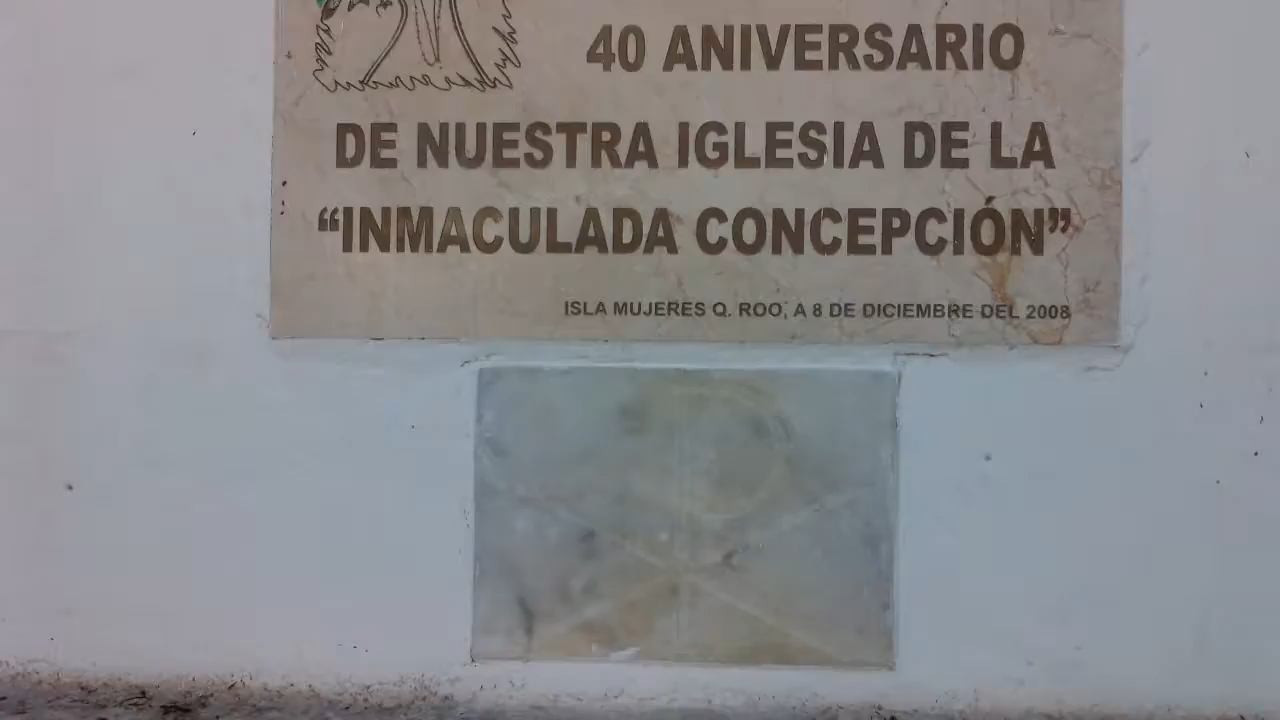 40 ANIVERSARIO
DE NUESTRA IGLESIA DE LA
“INMACULADA CONCEPCIÓN”
ISLA MUJERES Q. ROO, A 8 DE DICIEMBRE DEL 2008